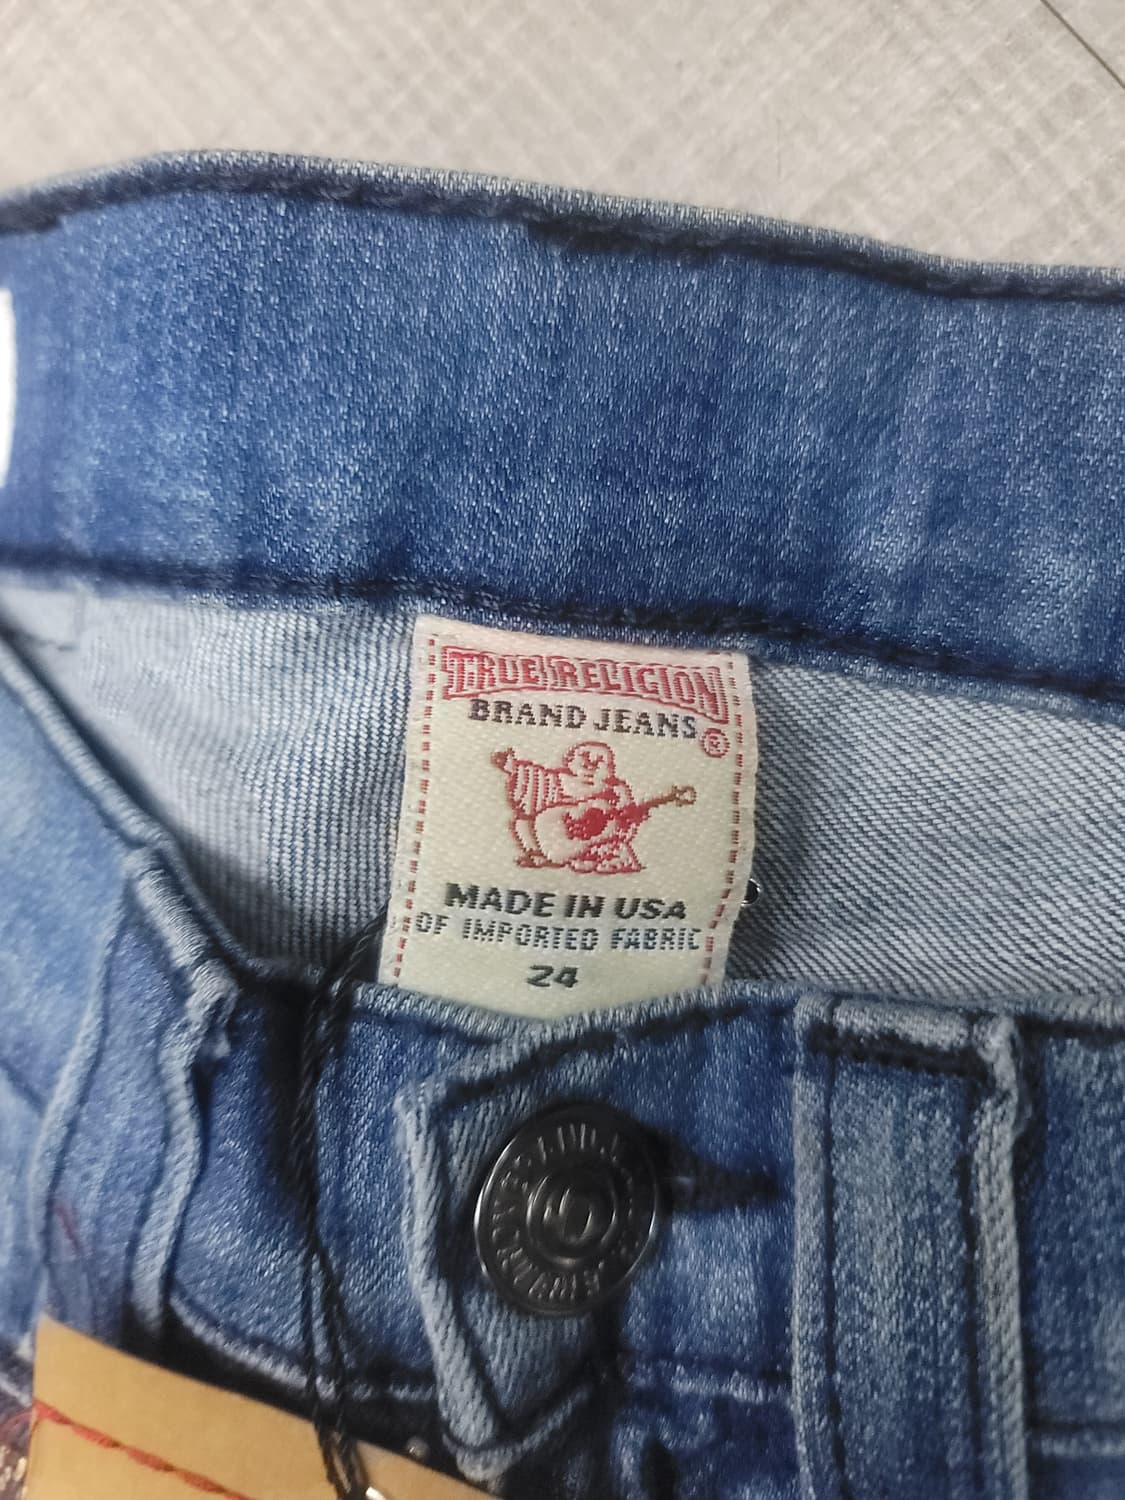 TRUE RELIGION
BRAND JEANS
®
MADE IN USA
OF IMPORTED FABRIC
24